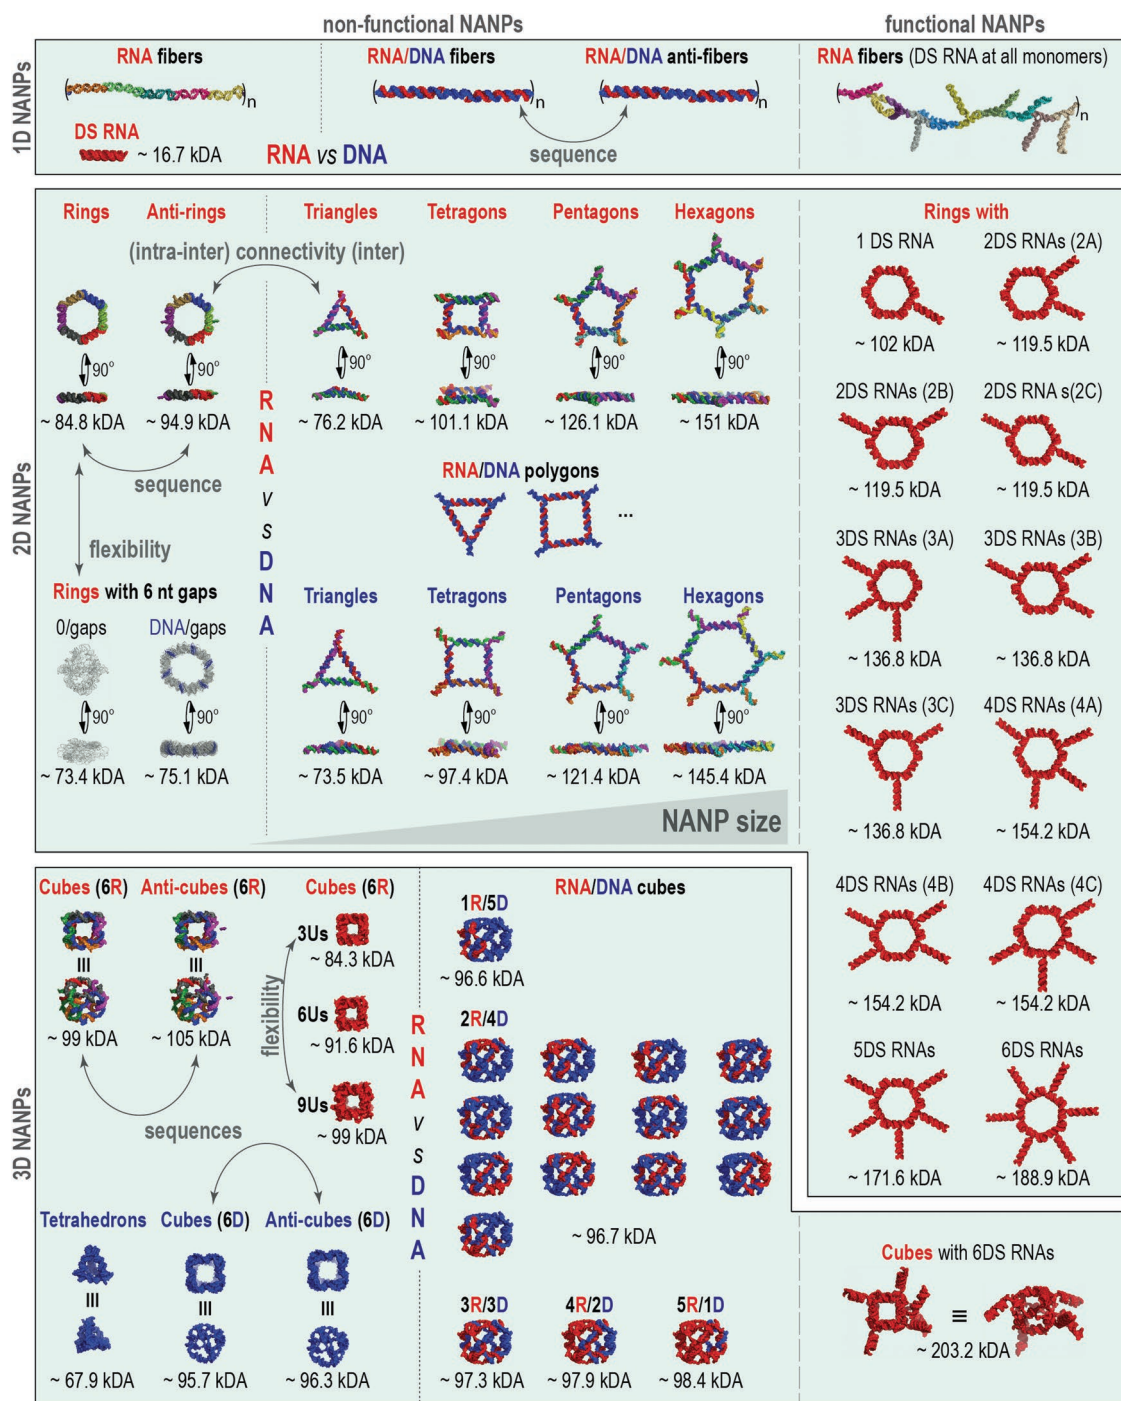 non-functional NANPs
functional NANPs
1D NANPs
RNA fibers
RNA/DNA fibers
RNA/DNA anti-fibers
RNA fibers (DS RNA at all monomers)
n
n
n
n
DS RNA
~ 16.7 kDA
RNA vs DNA
sequence
2D NANPs
Rings
Anti-rings
Triangles
Tetragons
Pentagons
Hexagons
(intra-inter) connectivity (inter)
90°
90°
90°
90°
90°
90°
~ 84.8 kDA
~ 94.9 kDA
~ 76.2 kDA
~ 101.1 kDA
~ 126.1 kDA
~ 151 kDA
sequence
flexibility
RNA vs DNA
RNA/DNA polygons
...
Rings with 6 nt gaps
0/gaps
DNA/gaps
Triangles
Tetragons
Pentagons
Hexagons
90°
90°
90°
90°
90°
90°
~ 73.4 kDA
~ 75.1 kDA
~ 73.5 kDA
~ 97.4 kDA
~ 121.4 kDA
~ 145.4 kDA
NANP size
Rings with
1 DS RNA
2DS RNAs (2A)
~ 102 kDA
~ 119.5 kDA
2DS RNAs (2B)
2DS RNA s(2C)
~ 119.5 kDA
~ 119.5 kDA
3DS RNAs (3A)
3DS RNAs (3B)
~ 136.8 kDA
~ 136.8 kDA
3DS RNAs (3C)
4DS RNAs (4A)
~ 136.8 kDA
~ 154.2 kDA
4DS RNAs (4B)
4DS RNAs (4C)
~ 154.2 kDA
~ 154.2 kDA
5DS RNAs
6DS RNAs
~ 171.6 kDA
~ 188.9 kDA
3D NANPs
Cubes (6R)
Anti-cubes (6R)
Cubes (6R)
~ 99 kDA
~ 105 kDA
3Us
~ 84.3 kDA
6Us
~ 91.6 kDA
9Us
~ 99 kDA
flexibility
sequences
Tetrahedrons
Cubes (6D)
Anti-cubes (6D)
~ 67.9 kDA
~ 95.7 kDA
~ 96.3 kDA
RNA vs DNA
RNA/DNA cubes
1R/5D
~ 96.6 kDA
2R/4D
~ 96.7 kDA
3R/3D
4R/2D
5R/1D
~ 97.3 kDA
~ 97.9 kDA
~ 98.4 kDA
Cubes with 6DS RNAs
≡
~ 203.2 kDA